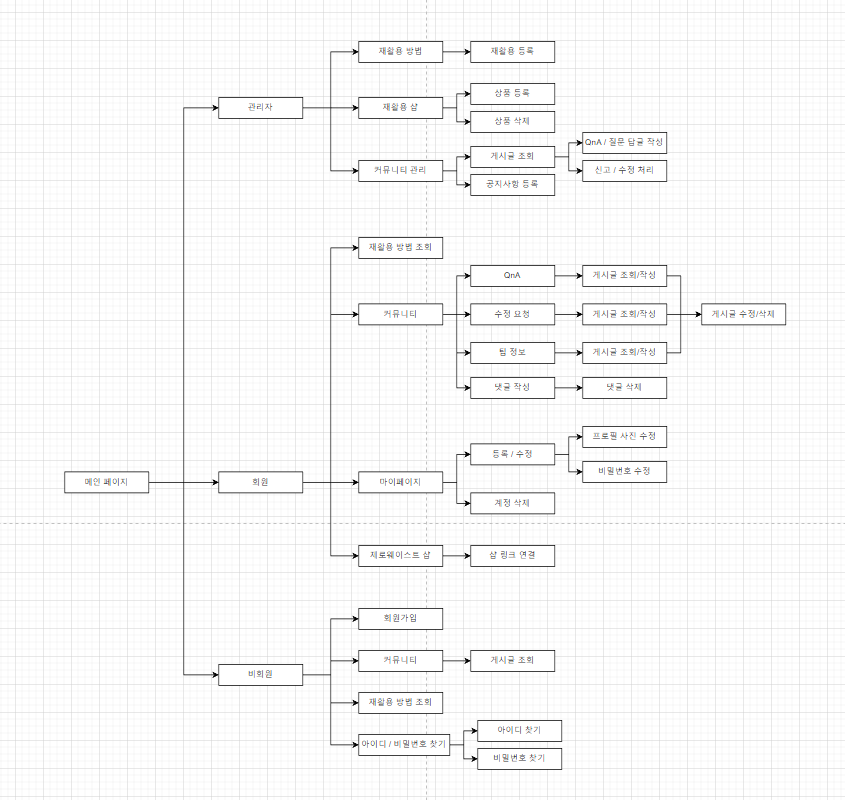 재활용 방법
재활용 등록
관리자
재활용 샵
상품 등록
상품 삭제
커뮤니티 관리
게시글 조회
QnA / 질문 답글 작성
신고 / 수정 처리
공지사항 등록
재활용 방법 조회
QnA
게시글 조회/작성
커뮤니티
수정 요청
게시글 조회/작성
게시글 수정/삭제
팁 정보
게시글 조회/작성
댓글 작성
댓글 삭제
메인 페이지
회원
마이페이지
등록 / 수정
프로필 사진 수정
비밀번호 수정
계정 삭제
제로웨이스트 샵
샵 링크 연결
회원가입
비회원
커뮤니티
게시글 조회
재활용 방법 조회
아이디 / 비밀번호 찾기
아이디 찾기
비밀번호 찾기